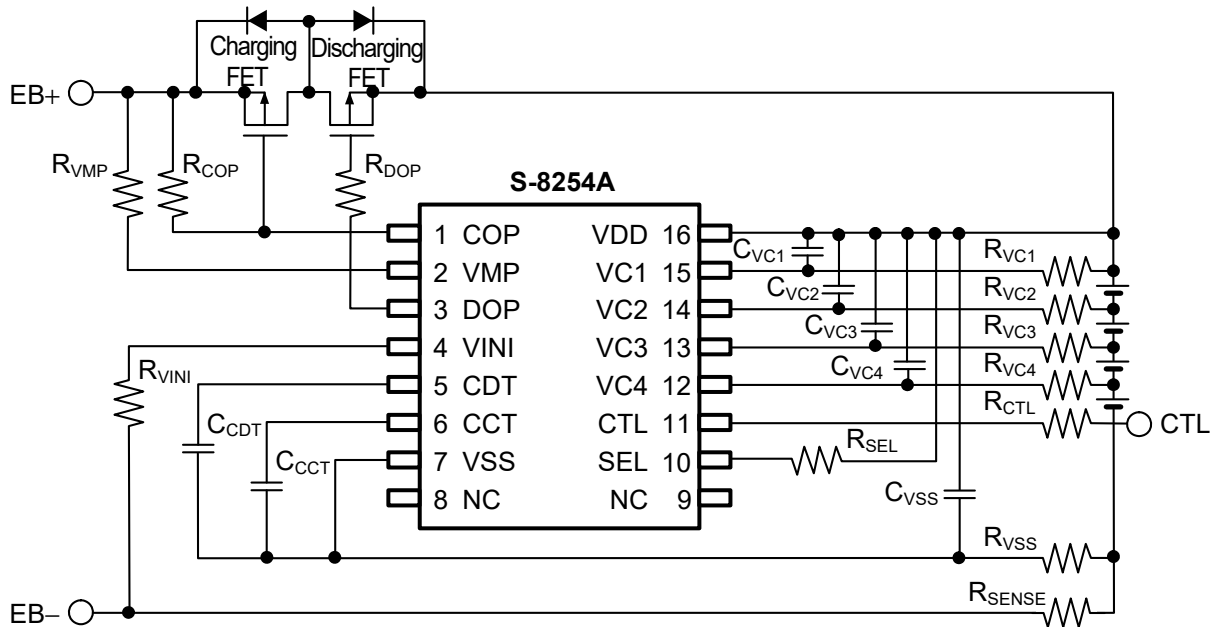 Charging Discharging
FET FET
EB+
RVMP RCOP RDOP
S-8254A
1 COP VDD 16
2 VMP VC1 15
3 DOP VC2 14
4 VINI VC3 13
5 CDT VC4 12
6 CCT CTL 11
7 VSS SEL 10
8 NC NC 9
CVC1 RVC1
CVC2 RVC2
CVC3 RVC3
CVC4 RVC4
RCTL
CTL
RVINI
CCDT
CCCT
RSEL
CVSS
RVSS
RSENSE
EB−